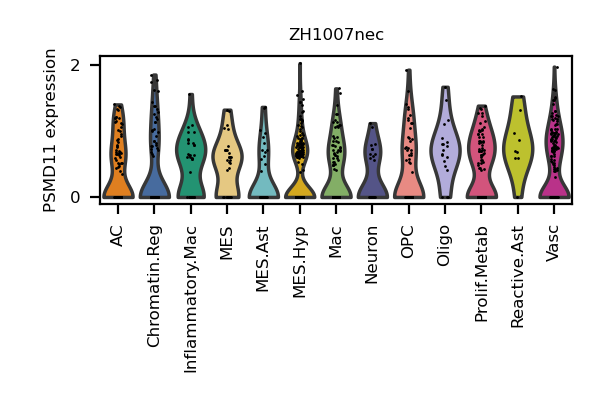 ZH1007nec
PSMD11 expression
2
0
AC
Chromatin.Reg
Inflammatory.Mac
MES
MES.Ast
MES.Hyp
Mac
Neuron
OPC
Oligo
Prolif.Metab
Reactive.Ast
Vasc